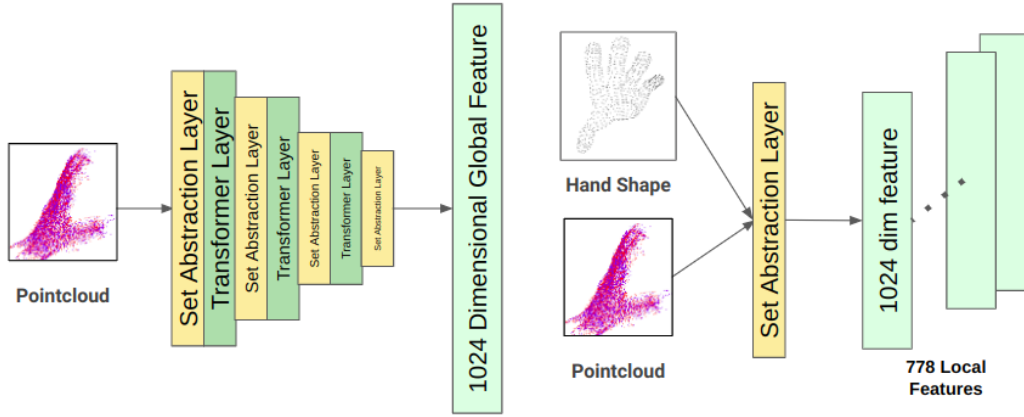 Pointcloud
Set Abstraction Layer
Transformer Layer
Set Abstraction Layer
Transformer Layer
Set Abstraction Layer
Transformer Layer
Set Abstraction Layer
1024 Dimensional Global Feature
Hand Shape
Pointcloud
Set Abstraction Layer
1024 dim feature
778 Local
Features